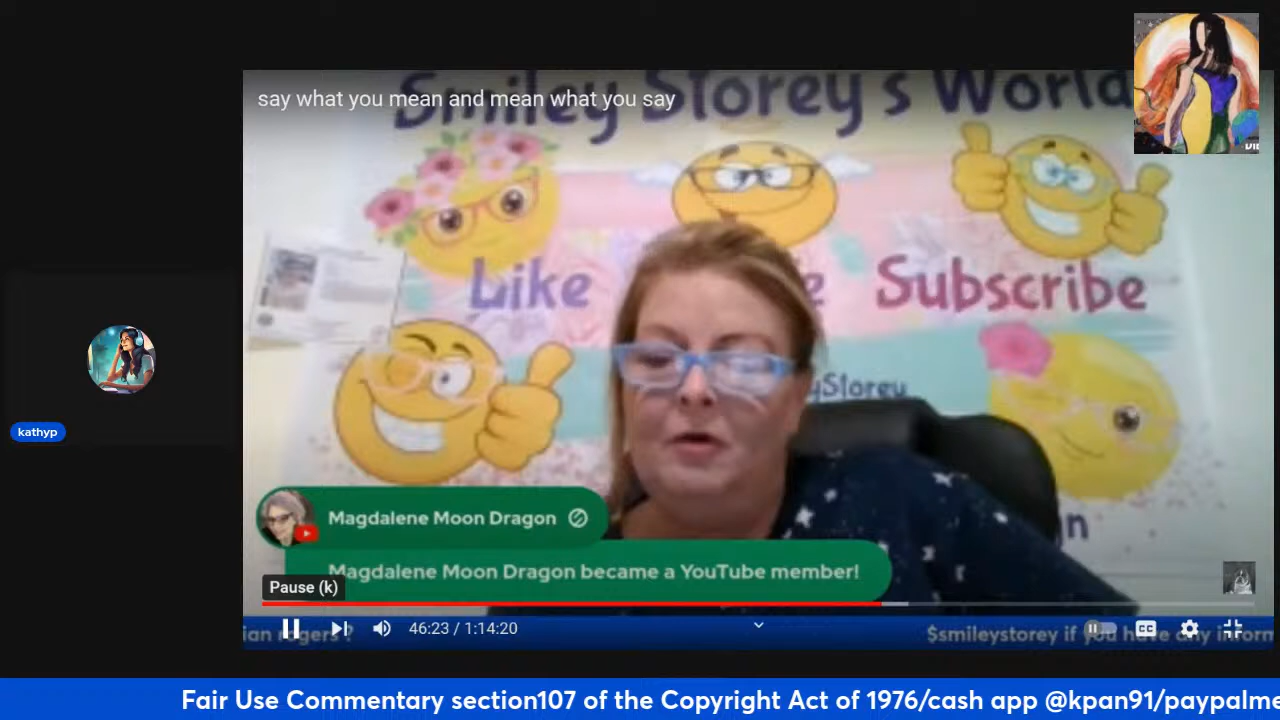 say what you mean and mean what you say
Smiley Storey's World
Like
Subscribe
kathyp
Magdalene Moon Dragon
Magdalene Moon Dragon became a YouTube member!
Pause (k)
46:23 / 1:14:20
CC
$smileystorey if you have any inform
Fair Use Commentary section107 of the Copyright Act of 1976/cash app @kpan91/paypalme